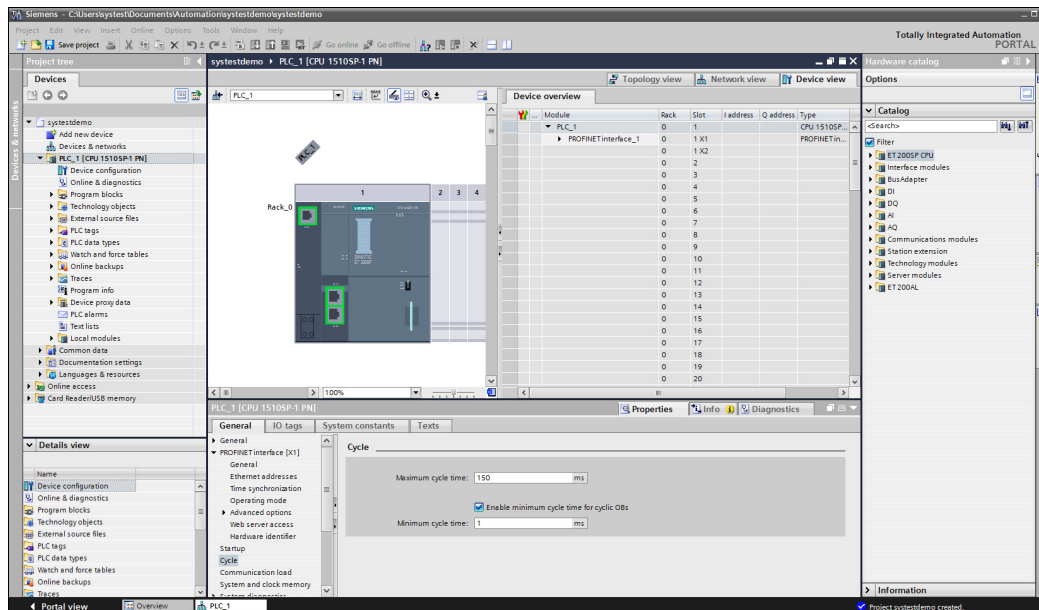 Siemens - C:\Users\systest\Documents\Automation\systestdemo\systestdemo
Project Edit View Insert Online Options Tools Window Help
Save project Go online Go offline
Totally Integrated Automation
PORTAL
Project tree
systestdemo PLC_1 [CPU 1510SP-1 PN]
Hardware catalog
Devices
Topology view Network view Device view
Options
PLC_1
Device overview
Devices & networks
systestdemo
Add new device
Devices & networks
PLC_1 [CPU 1510SP-1 PN]
Device configuration
Online & diagnostics
Program blocks
Technology objects
External source files
PLC tags
PLC data types
Watch and force tables
Online backups
Traces
Program info
Device proxy data
PLC alarms
Text lists
Local modules
Common data
Documentation settings
Languages & resources
Online access
Card Reader/USB memory
PLC_1
1 2 3 4
Rack_0
SIEMENS
SIMATIC
ET 200SP
100%
... Module Rack Slot I address Q address Type
PLC_1 0 1 CPU 1510SP...
PROFINET interface_1 0 1 X1 PROFINET in...
0 1 X2
0 2
0 3
0 4
0 5
0 6
0 7
0 8
0 9
0 10
0 11
0 12
0 13
0 14
0 15
0 16
0 17
0 18
0 19
0 20
Catalog
<Search>
Filter
ET 200SP CPU
Interface modules
BusAdapter
DI
DQ
AI
AQ
Communications modules
Station extension
Technology modules
Server modules
ET 200AL
Information
Details view
Name
Device configuration
Online & diagnostics
Program blocks
Technology objects
External source files
PLC tags
PLC data types
Watch and force tables
Online backups
Traces
PLC_1 [CPU 1510SP-1 PN]
Properties Info Diagnostics
General IO tags System constants Texts
General
PROFINET interface [X1]
General
Ethernet addresses
Time synchronization
Operating mode
Advanced options
Web server access
Hardware identifier
Startup
Cycle
Communication load
System and clock memory
System diagnostics
Cycle
Maximum cycle time: 150 ms
Enable minimum cycle time for cyclic OBs
Minimum cycle time: 1 ms
Portal view Overview PLC_1
Project systestdemo created.